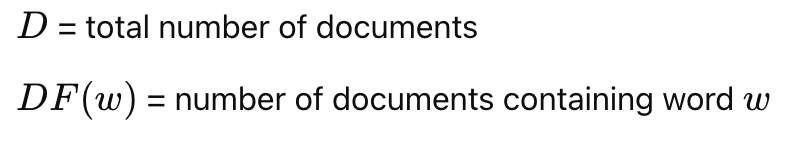 D = total number of documents
DF(w) = number of documents containing word w